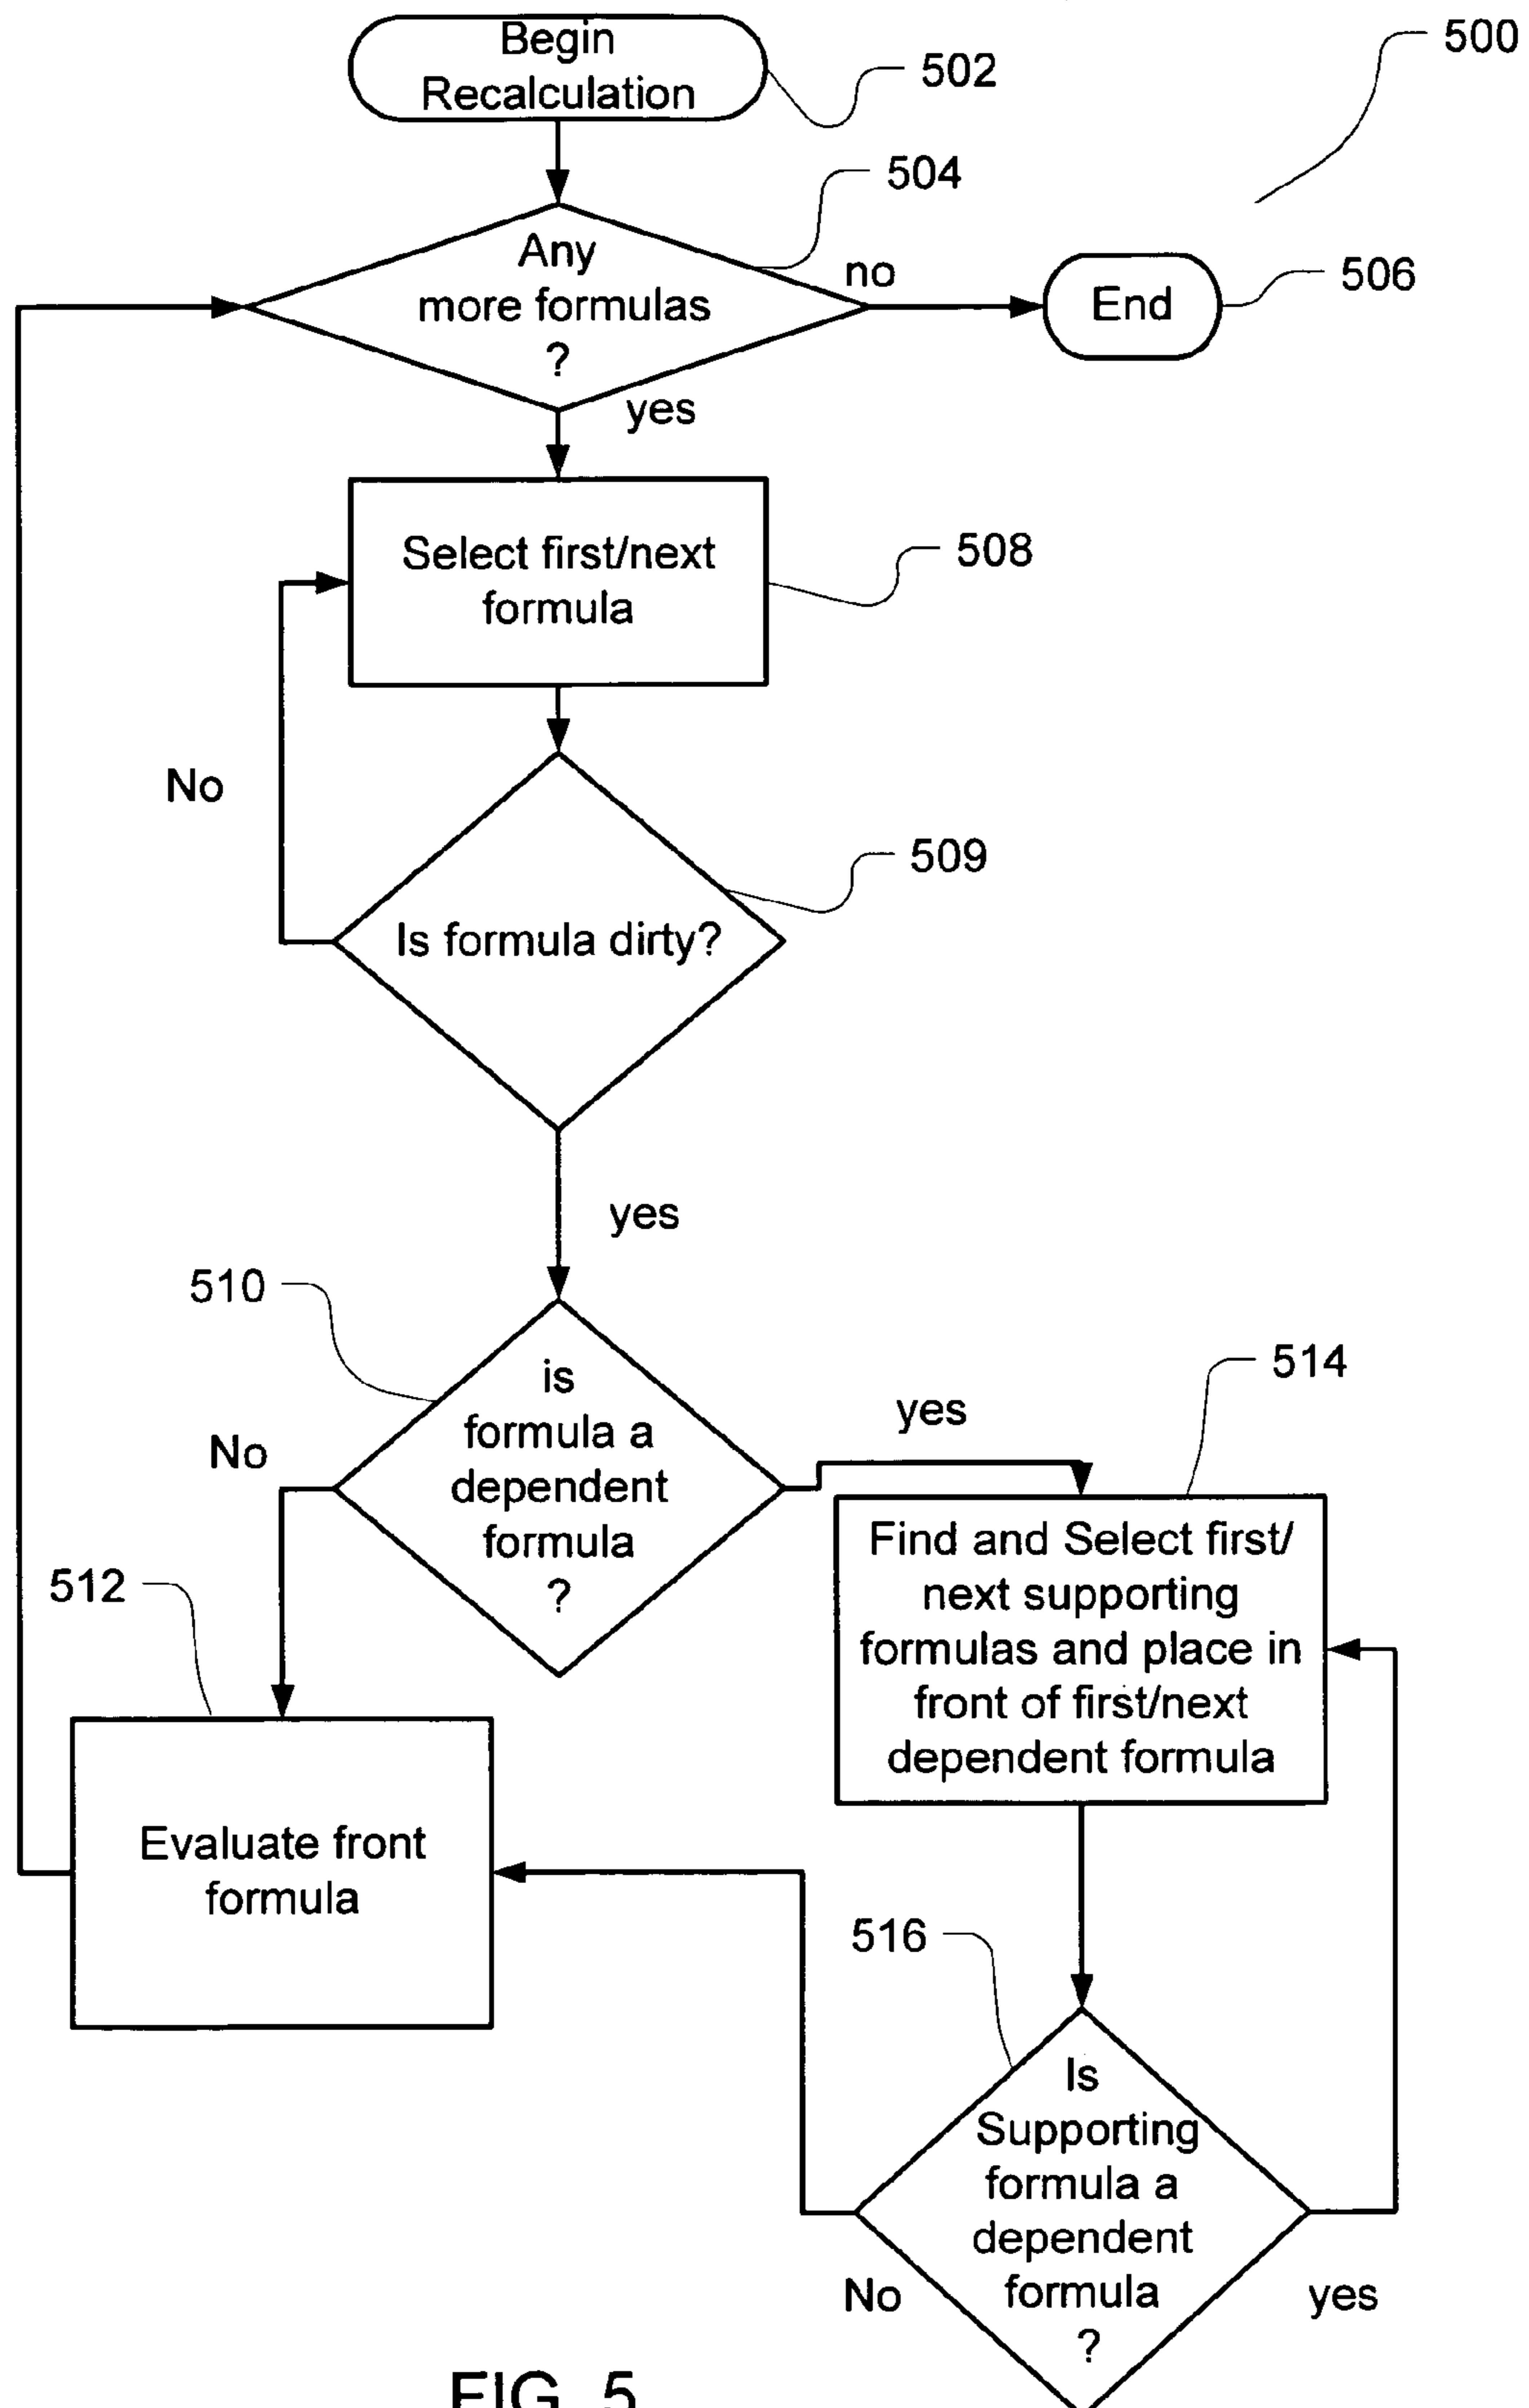 500
Begin
Recalculation
502
504
Any
more formulas
?
no
End
506
yes
Select first/next
formula
508
No
509
Is formula dirty?
yes
510
is
formula a
dependent
formula
?
No
yes
514
Find and Select first/
next supporting
formulas and place in
front of first/next
dependent formula
512
Evaluate front
formula
516
Is
Supporting
formula a
dependent
formula
?
No
yes
FIG. 5